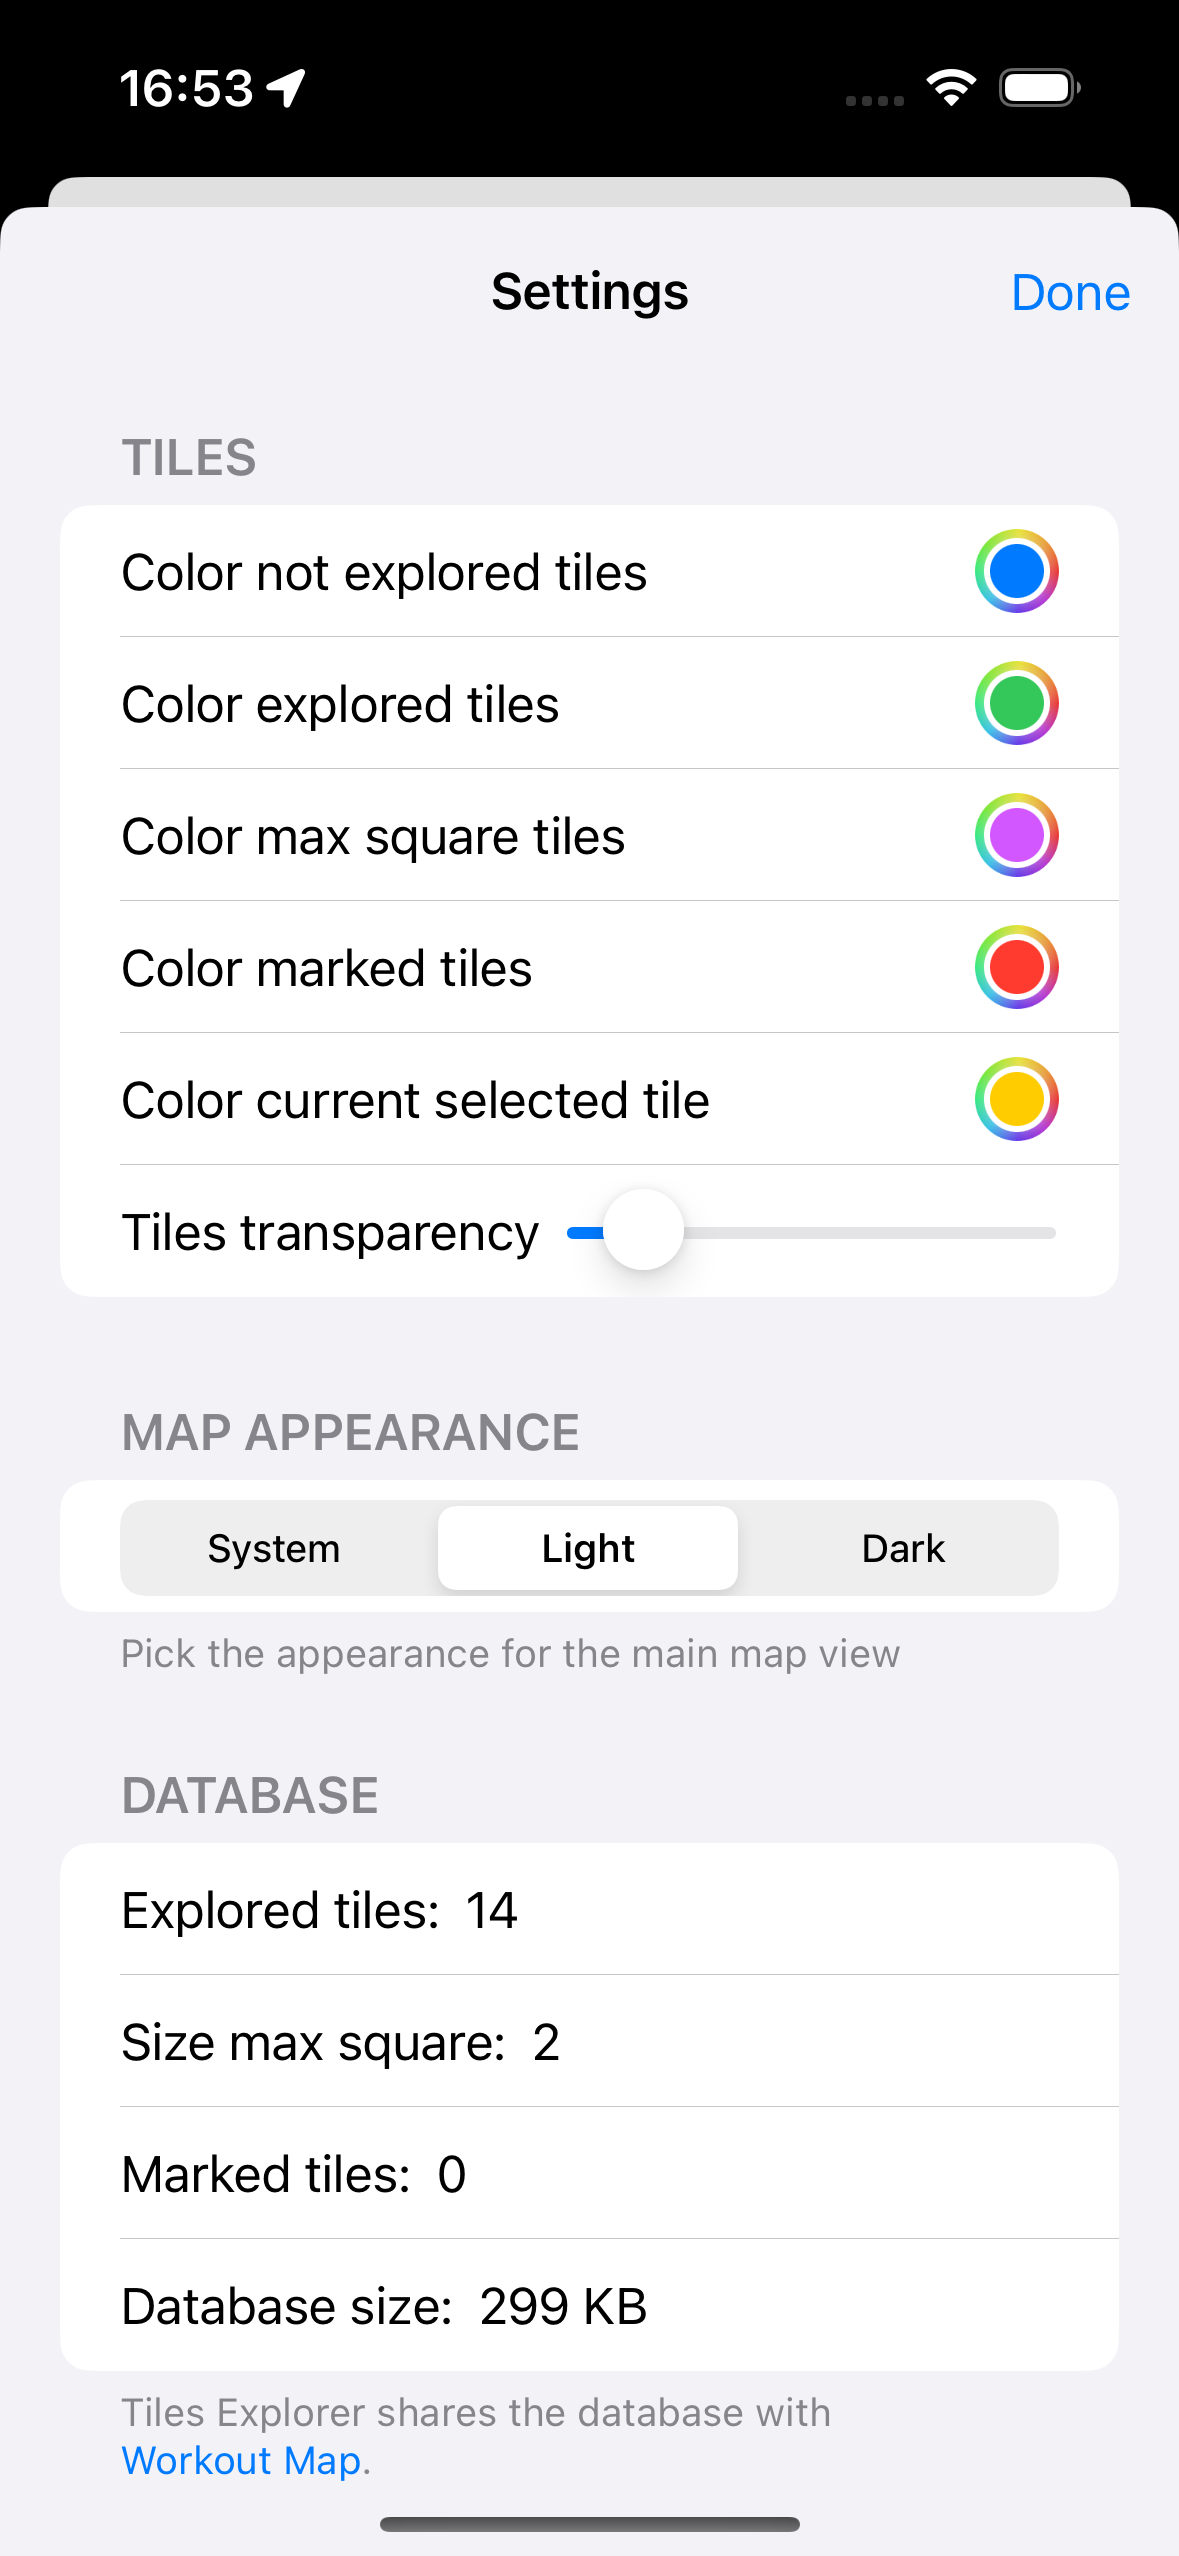 16:53
Settings
Done
TILES
Color not explored tiles
Color explored tiles
Color max square tiles
Color marked tiles
Color current selected tile
Tiles transparency
MAP APPEARANCE
System Light Dark
Pick the appearance for the main map view
DATABASE
Explored tiles: 14
Size max square: 2
Marked tiles: 0
Database size: 299 KB
Tiles Explorer shares the database with
Workout Map.